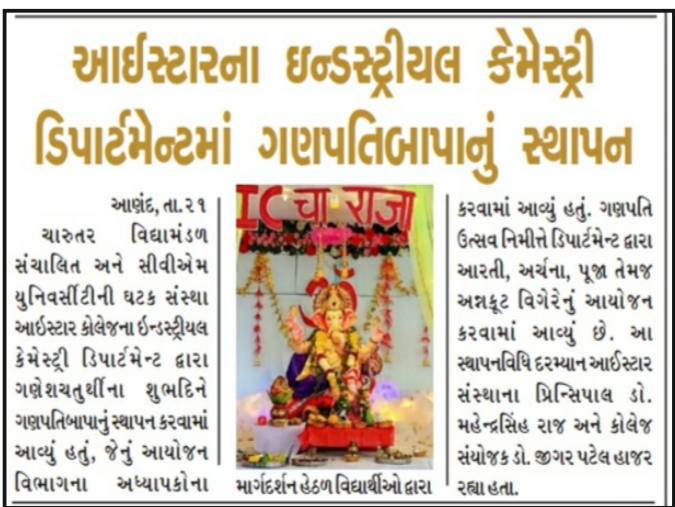 આઈસ્ટારના ઇન્ડસ્ટ્રીયલ કેમેસ્ટ્રી
ડિપાર્ટમેન્ટમાં ગણપતિબાપાનું સ્થાપન
આણંદ, તા.૨૧
ચારુતર વિદ્યામંડળ
સંચાલિત અને સીવીએમ
યુનિવર્સીટીની ઘટક સંસ્થા
આઇસ્ટાર કોલેજના ઇન્ડસ્ટ્રીયલ
કેમેસ્ટ્રી ડિપાર્ટમેન્ટ દ્વારા
ગણેશચતુર્થીના શુભદિને
ગણપતિબાપાનું સ્થાપન કરવામાં
આવ્યું હતું, જેનું આયોજન
વિભાગના અધ્યાપકોના
IC चा राजा
માર્ગદર્શન હેઠળ વિદ્યાર્થીઓ દ્વારા
કરવામાં આવ્યું હતું. ગણપતિ
ઉત્સવ નિમીત્તે ડિપાર્ટમેન્ટ દ્વારા
આરતી, અર્ચના, પૂજા તેમજ
અન્નકૂટ વિગેરેનું આયોજન
કરવામાં આવ્યું છે. આ
સ્થાપનવિધિ દરમ્યાન આઈસ્ટાર
સંસ્થાના પ્રિન્સિપાલ ડો.
મહેન્દ્રસિંહ રાજ અને કોલેજ
સંયોજક ડો. જીગર પટેલ હાજર
રહ્યા હતા.